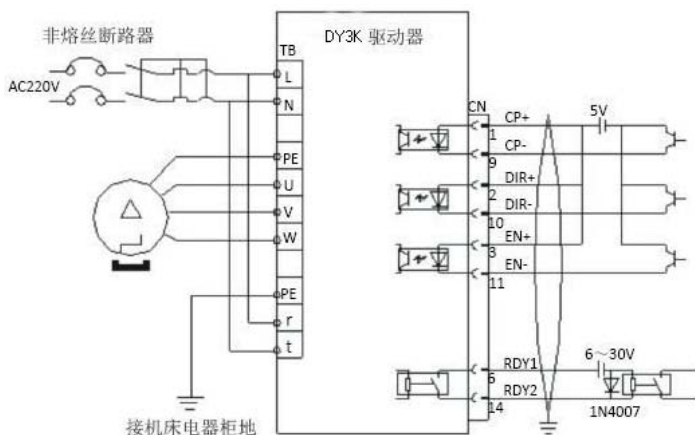 非熔丝断路器
AC220V
TB
DY3K 驱动器
L
N
PE
U
V
W
PE
r
t
接机床电器柜地
CN
CP+
1
CP-
9
DIR+
2
DIR-
10
EN+
3
EN-
11
5V
RDY1
6
RDY2
14
6～30V
1N4007